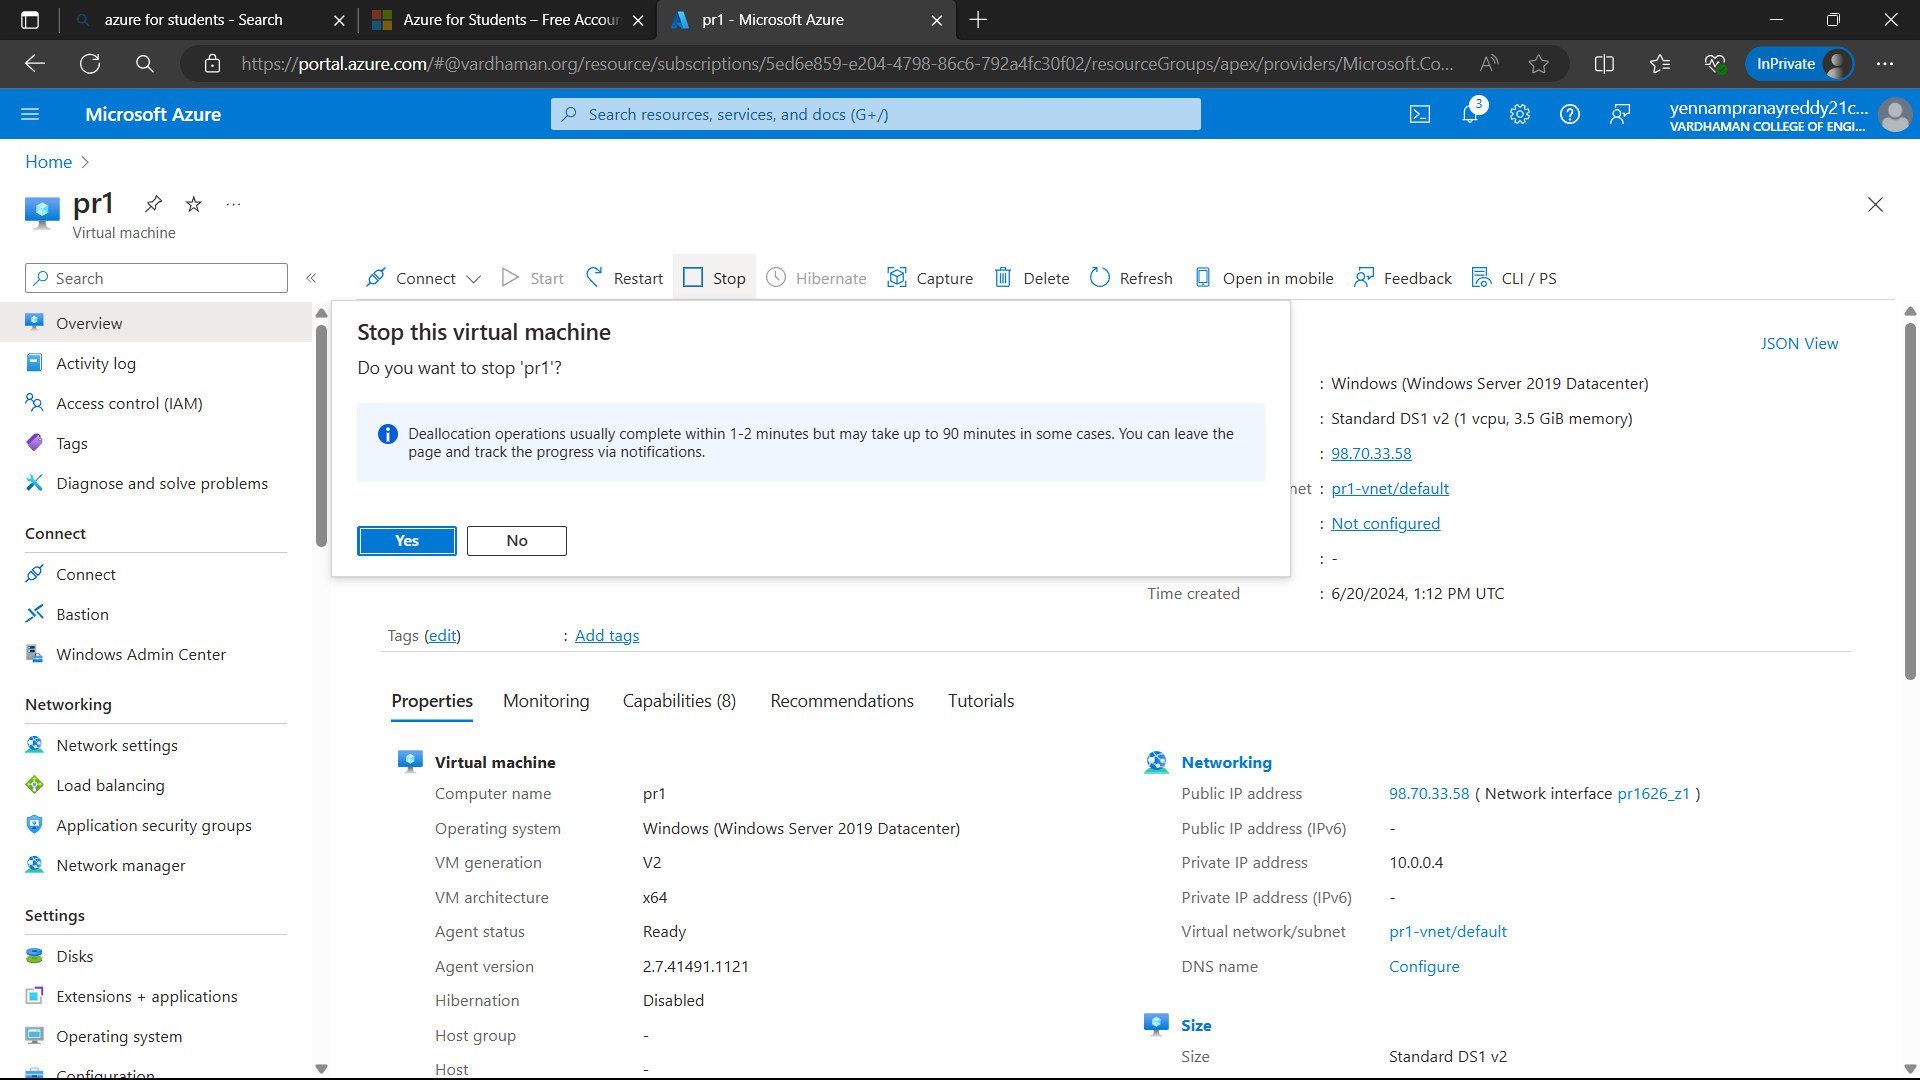 azure for students - Search
Azure for Students – Free Accoun
pr1 - Microsoft Azure
https://portal.azure.com/#@vardhaman.org/resource/subscriptions/5ed6e859-e204-4798-86c6-792a4fc30f02/resourceGroups/apex/providers/Microsoft.Co...
InPrivate
Microsoft Azure
Search resources, services, and docs (G+/)
3
yennampranayreddy21c...
VARDHAMAN COLLEGE OF ENGI...
Home
pr1
Virtual machine
Search
Connect
Start
Restart
Stop
Hibernate
Capture
Delete
Refresh
Open in mobile
Feedback
CLI / PS
Overview
Activity log
Access control (IAM)
Tags
Diagnose and solve problems
Connect
Connect
Bastion
Windows Admin Center
Networking
Network settings
Load balancing
Application security groups
Network manager
Settings
Disks
Extensions + applications
Operating system
Configuration
Stop this virtual machine
Do you want to stop 'pr1'?
Deallocation operations usually complete within 1-2 minutes but may take up to 90 minutes in some cases. You can leave the
page and track the progress via notifications.
Yes
No
JSON View
: Windows (Windows Server 2019 Datacenter)
: Standard DS1 v2 (1 vcpu, 3.5 GiB memory)
: 98.70.33.58
net : pr1-vnet/default
: Not configured
: -
Time created : 6/20/2024, 1:12 PM UTC
Tags (edit) : Add tags
Properties
Monitoring
Capabilities (8)
Recommendations
Tutorials
Virtual machine
Computer name pr1
Operating system Windows (Windows Server 2019 Datacenter)
VM generation V2
VM architecture x64
Agent status Ready
Agent version 2.7.41491.1121
Hibernation Disabled
Host group -
Host -
Networking
Public IP address 98.70.33.58 ( Network interface pr1626_z1 )
Public IP address (IPv6) -
Private IP address 10.0.0.4
Private IP address (IPv6) -
Virtual network/subnet pr1-vnet/default
DNS name Configure
Size
Size Standard DS1 v2